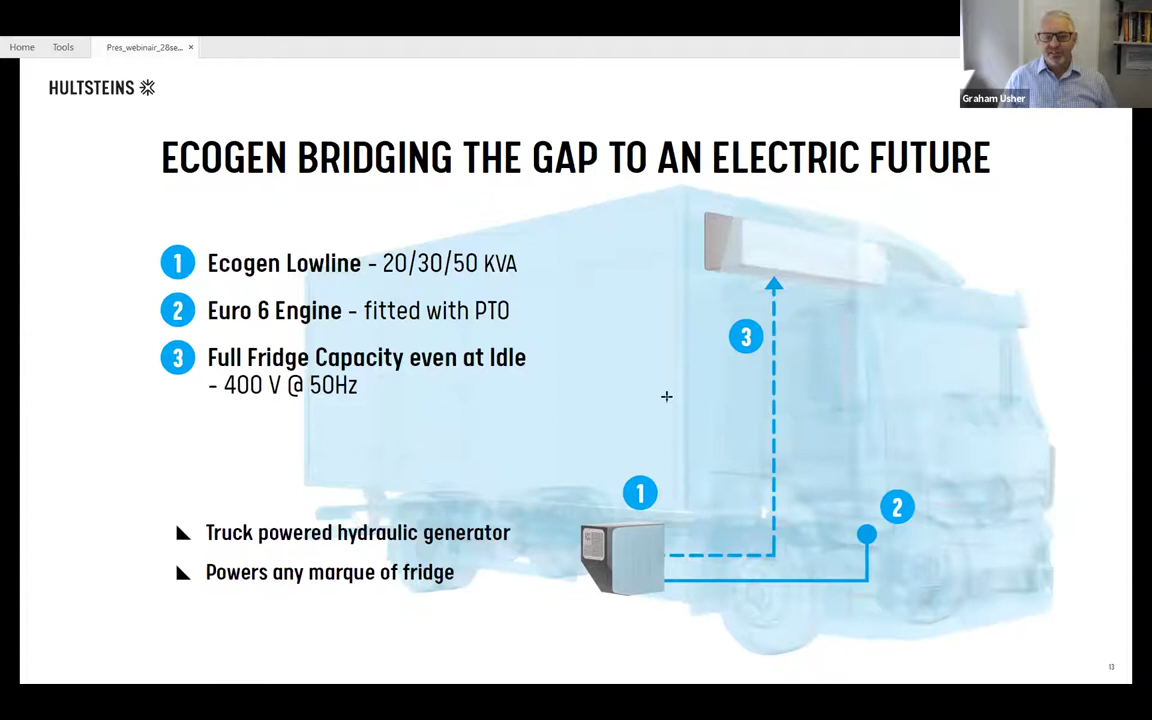 Home Tools Pres_webinair_28se... ×
Graham Usher
HULTSTEINS
ECOGEN BRIDGING THE GAP TO AN ELECTRIC FUTURE
1 Ecogen Lowline - 20/30/50 KVA
2 Euro 6 Engine - fitted with PTO
3 Full Fridge Capacity even at Idle
- 400 V @ 50Hz
3
1
2
Truck powered hydraulic generator
Powers any marque of fridge
13